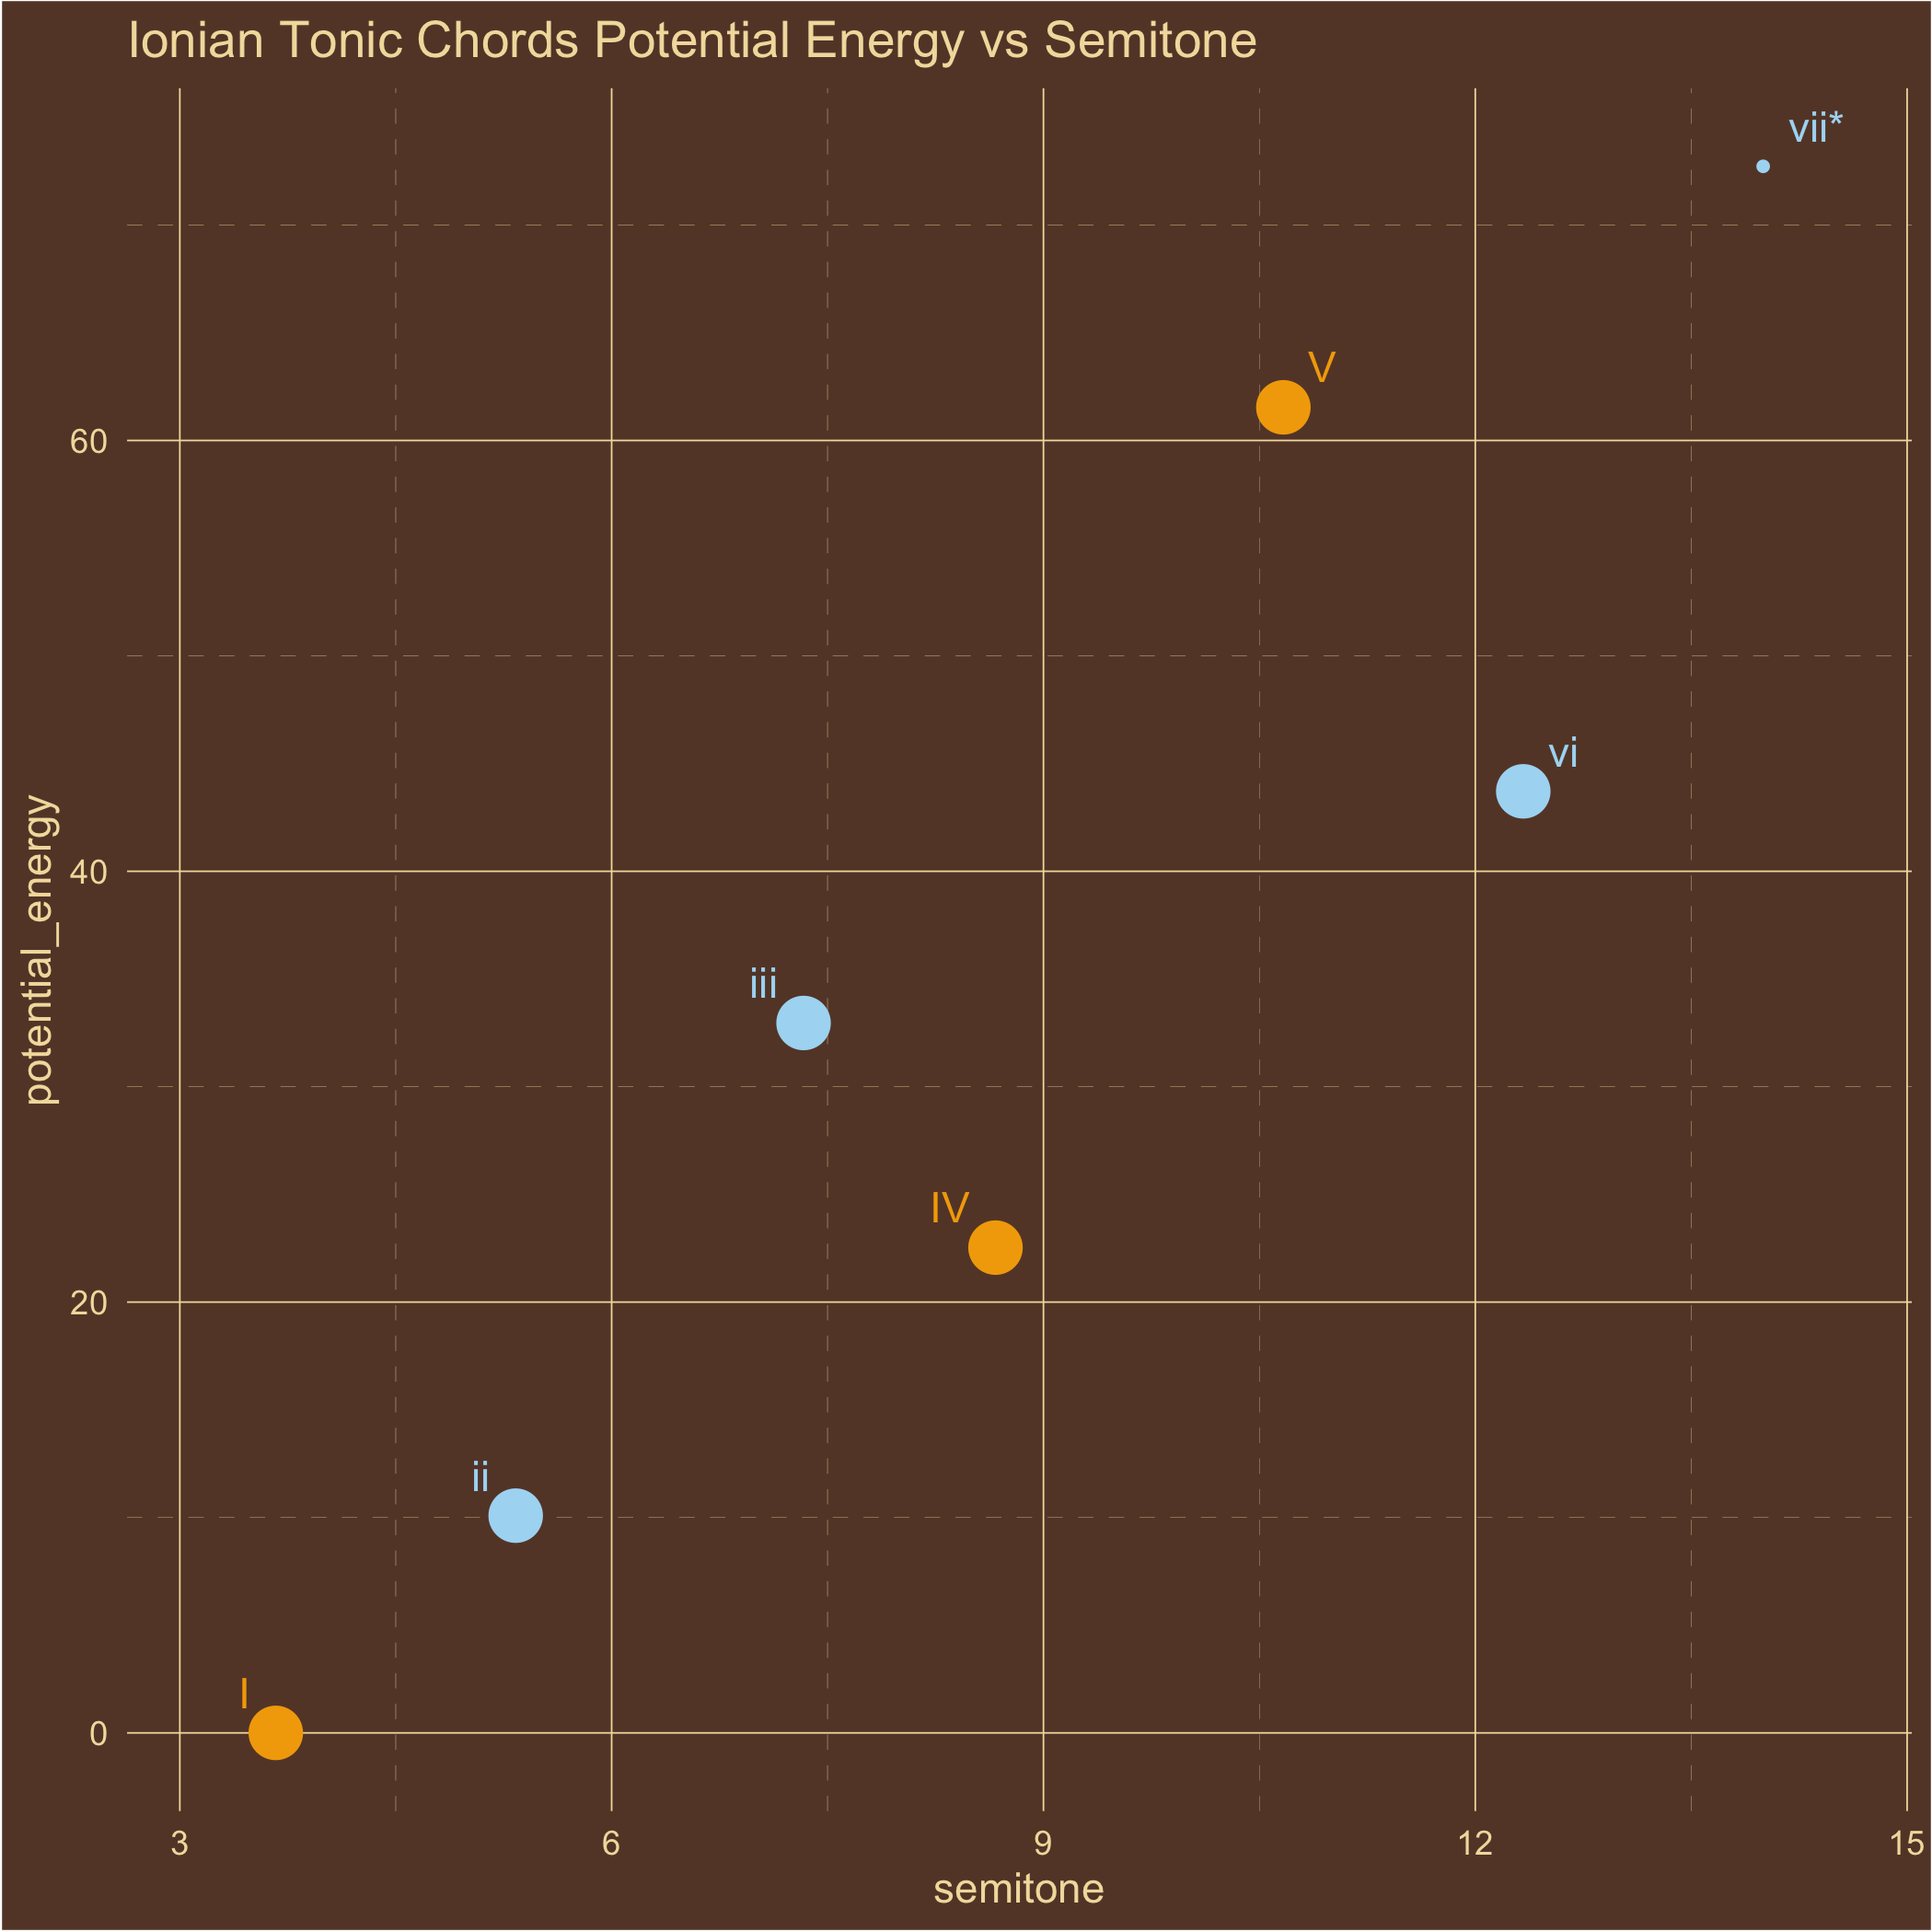 Ionian Tonic Chords Potential Energy vs Semitone
vii*
V
60
vi
potential_energy
40
iii
IV
20
ii
I
0
3 6 9 12 15
semitone